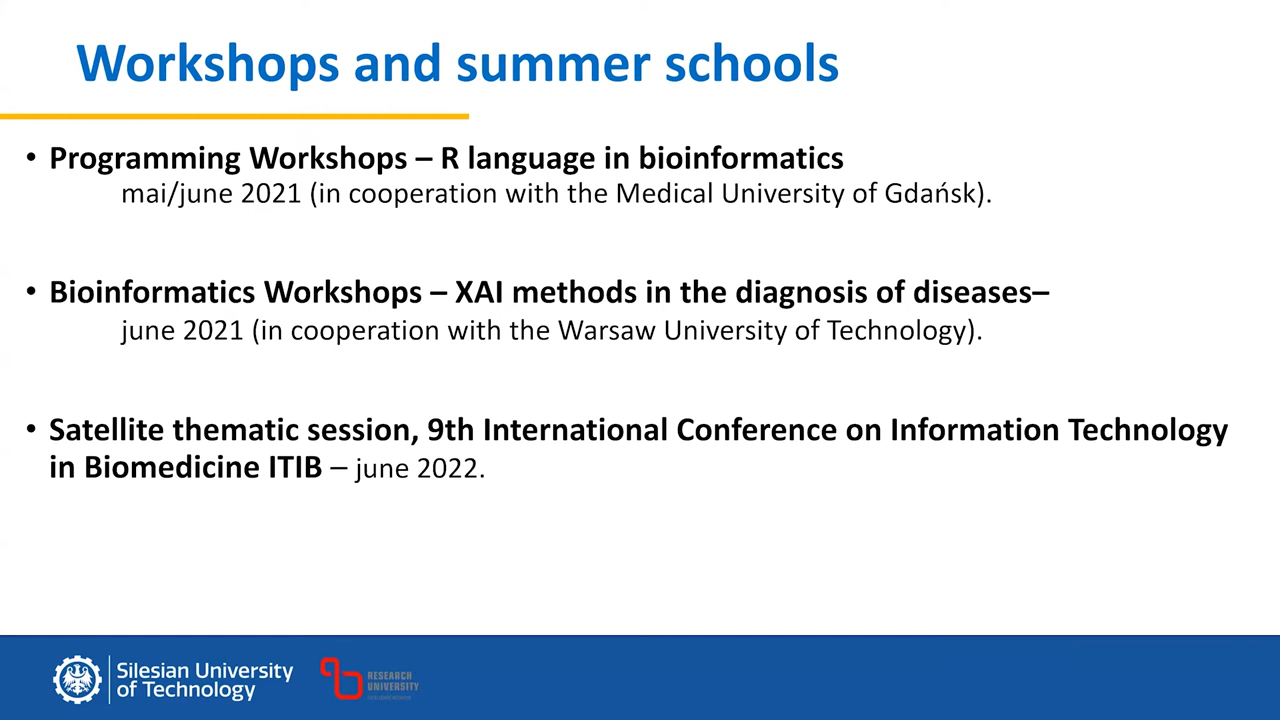 Workshops and summer schools
• Programming Workshops – R language in bioinformatics
mai/june 2021 (in cooperation with the Medical University of Gdańsk).
• Bioinformatics Workshops – XAI methods in the diagnosis of diseases–
june 2021 (in cooperation with the Warsaw University of Technology).
• Satellite thematic session, 9th International Conference on Information Technology
in Biomedicine ITIB – june 2022.
Silesian University
of Technology
RESEARCH
UNIVERSITY